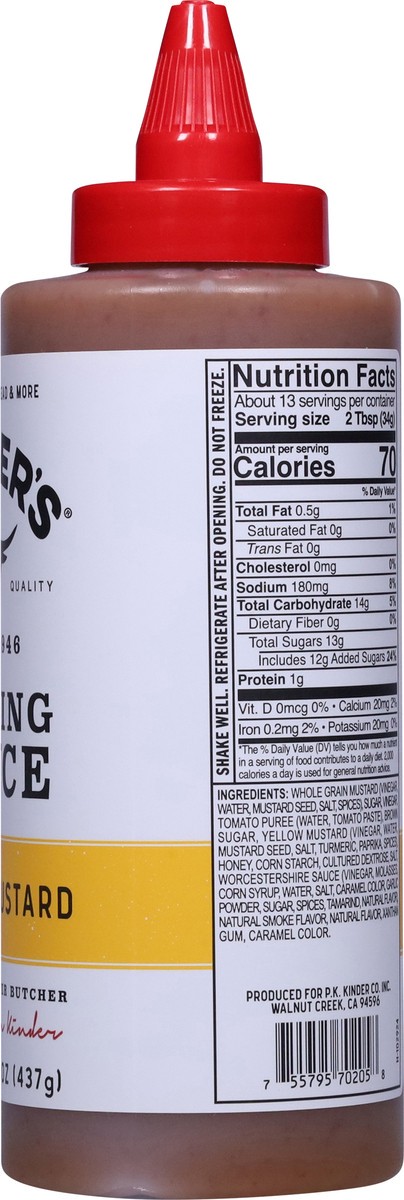 EAD & MORE
ER'S®
QUALITY
946
ING
CE
USTARD
BUTCHER
Kinder
OZ (437g)
SHAKE WELL. REFRIGERATE AFTER OPENING. DO NOT FREEZE.
Nutrition Facts
About 13 servings per container
Serving size 2 Tbsp (34g)
Amount per serving
Calories 70
% Daily Value*
Total Fat 0.5g 1%
Saturated Fat 0g 0%
Trans Fat 0g
Cholesterol 0mg 0%
Sodium 180mg 8%
Total Carbohydrate 14g 5%
Dietary Fiber 0g 0%
Total Sugars 13g
Includes 12g Added Sugars 24%
Protein 1g
Vit. D 0mcg 0% • Calcium 20mg 2%
Iron 0.2mg 2% • Potassium 20mg 0%
*The % Daily Value (DV) tells you how much a nutrient
in a serving of food contributes to a daily diet. 2,000
calories a day is used for general nutrition advice.
INGREDIENTS: WHOLE GRAIN MUSTARD (VINEGAR,
WATER, MUSTARD SEED, SALT, SPICES), SUGAR, VINEGAR,
TOMATO PUREE (WATER, TOMATO PASTE), BROWN
SUGAR, YELLOW MUSTARD (VINEGAR, WATER,
MUSTARD SEED, SALT, TURMERIC, PAPRIKA, SPICES),
HONEY, CORN STARCH, CULTURED DEXTROSE, SALT,
WORCESTERSHIRE SAUCE (VINEGAR, MOLASSES,
CORN SYRUP, WATER, SALT, CARAMEL COLOR, GARLIC
POWDER, SUGAR, SPICES, TAMARIND, NATURAL FLAVOR),
NATURAL SMOKE FLAVOR, NATURAL FLAVOR, XANTHAN
GUM, CARAMEL COLOR.
PRODUCED FOR P.K. KINDER CO. INC.
WALNUT CREEK, CA 94596
7 55795 70205 8